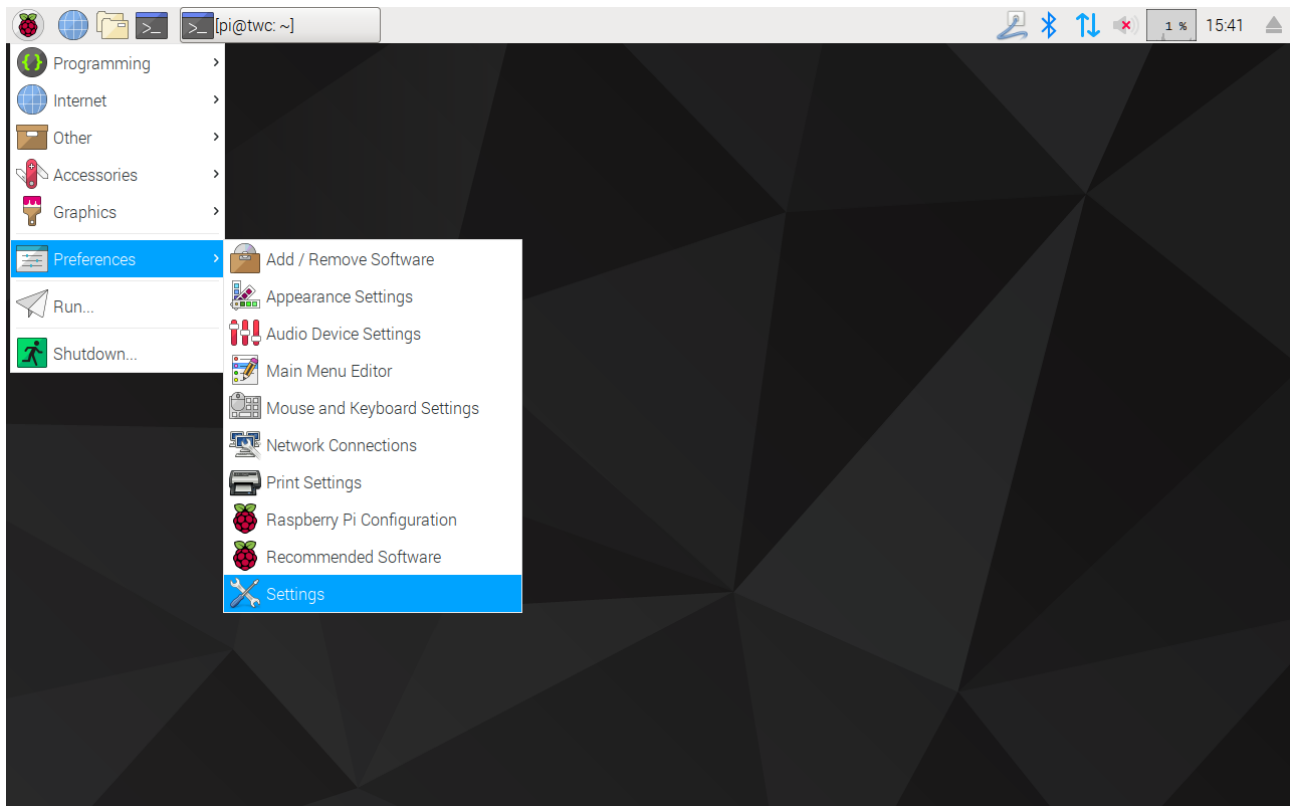 [pi@twc: ~]
1 %
15:41
Programming
Internet
Other
Accessories
Graphics
Preferences
Run...
Shutdown...
Add / Remove Software
Appearance Settings
Audio Device Settings
Main Menu Editor
Mouse and Keyboard Settings
Network Connections
Print Settings
Raspberry Pi Configuration
Recommended Software
Settings